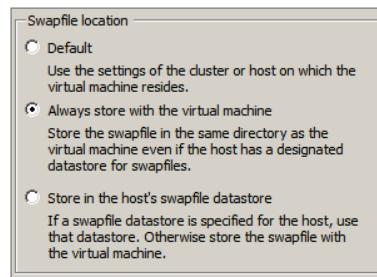 Swapfile location
Default
Use the settings of the cluster or host on which the
virtual machine resides.
Always store with the virtual machine
Store the swapfile in the same directory as the
virtual machine even if the host has a designated
datastore for swapfiles.
Store in the host's swapfile datastore
If a swapfile datastore is specified for the host, use
that datastore. Otherwise store the swapfile with
the virtual machine.